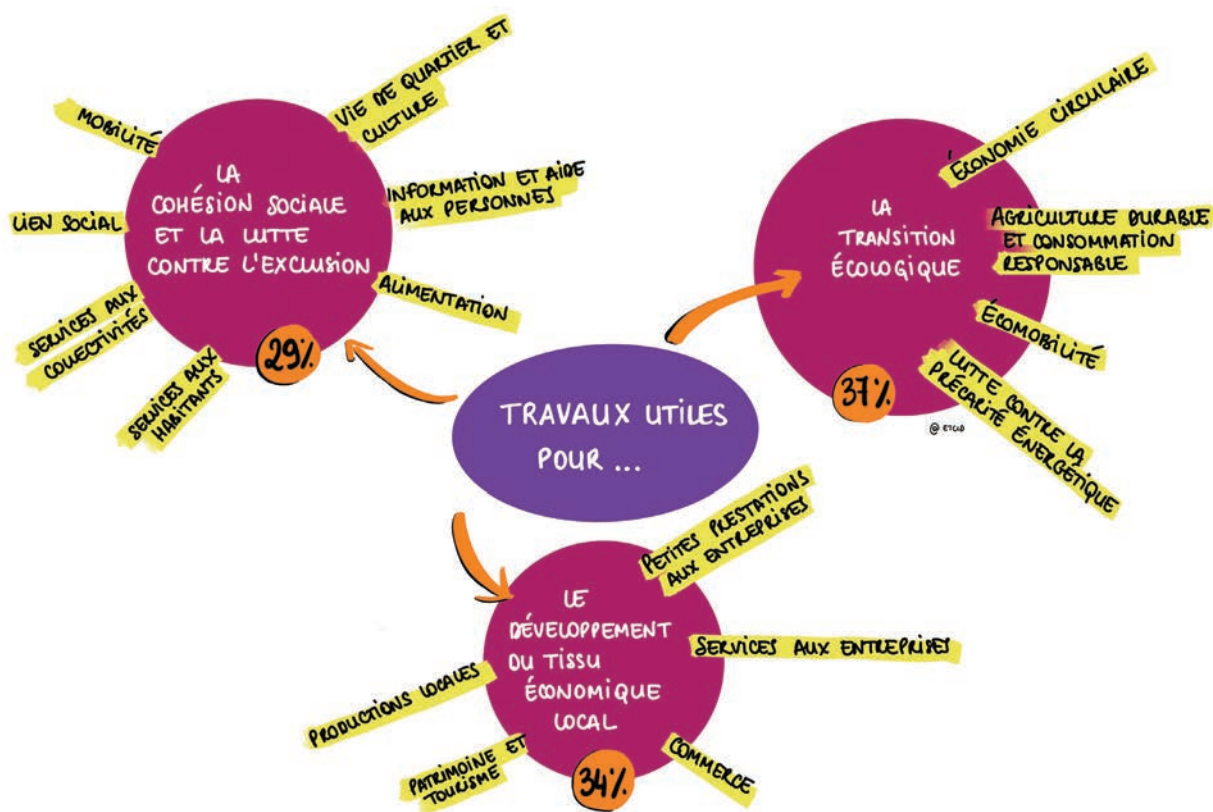 VIE DE QUARTIER ET
CULTURE
MOBILITÉ
INFORMATION ET AIDE
AUX PERSONNES
LIEN SOCIAL
LA
COHÉSION SOCIALE
ET LA LUTTE
CONTRE L'EXCLUSION
ALIMENTATION
SERVICES AUX
COLLECTIVITÉS
SERVICES AUX
HABITANTS
29%
ÉCONOMIE CIRCULAIRE
LA
TRANSITION
ÉCOLOGIQUE
AGRICULTURE DURABLE
ET CONSOMMATION
RESPONSABLE
ÉCOMOBILITÉ
LUTTE CONTRE LA
PRÉCARITÉ ÉNERGÉTIQUE
37%
@ ETCLD
TRAVAUX UTILES
POUR ...
PETITES PRESTATIONS
AUX ENTREPRISES
LE
DÉVELOPPEMENT
DU TISSU
ÉCONOMIQUE
LOCAL
SERVICES AUX ENTREPRISES
PRODUCTIONS LOCALES
PATRIMOINE ET
TOURISME
COMMERCE
34%